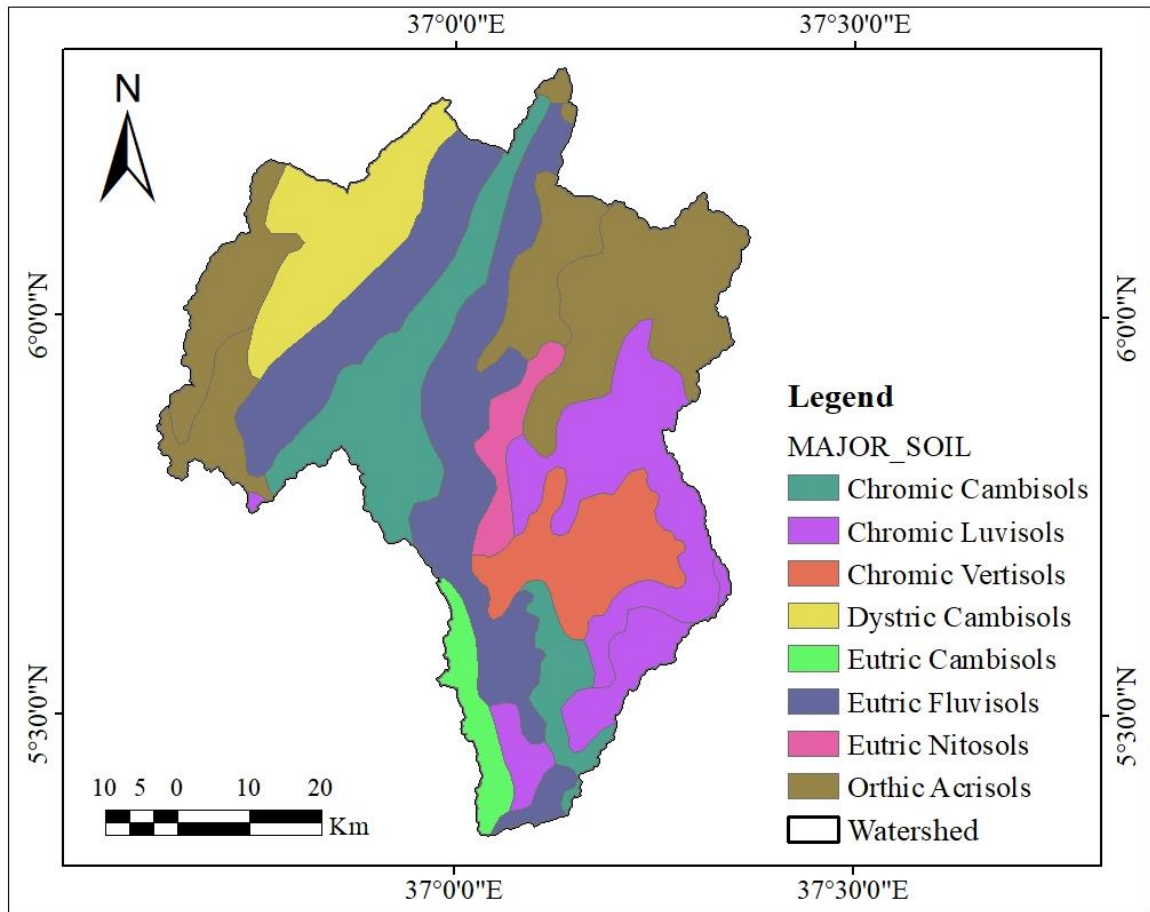 37°0'0"E 37°30'0"E
N
6°0'0"N 6°0'0"N
Legend
MAJOR_SOIL
Chromic Cambisols
Chromic Luvisols
Chromic Vertisols
Dystric Cambisols
Eutric Cambisols
Eutric Fluvisols
Eutric Nitosols
Orthic Acrisols
Watershed
5°30'0"N 5°30'0"N
10 5 0 10 20
Km
37°0'0"E 37°30'0"E